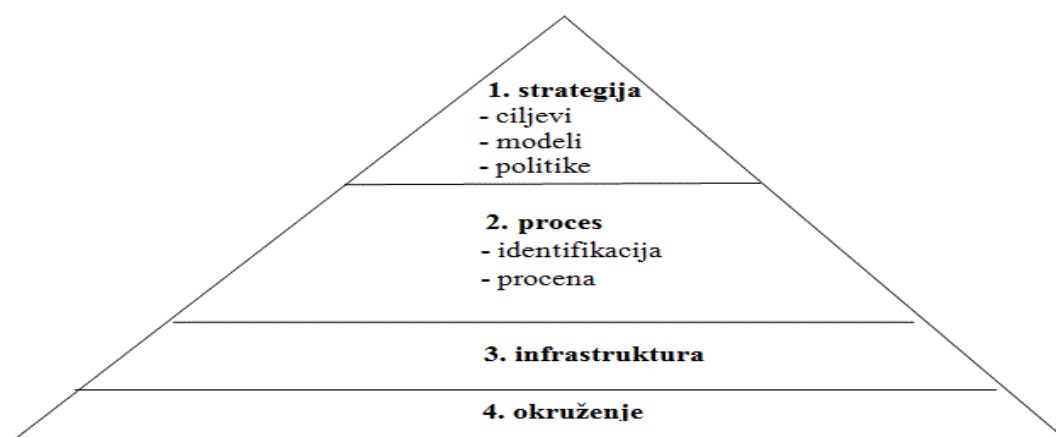 1. strategija
- ciljevi
- modeli
- politike
2. proces
- identifikacija
- procena
3. infrastruktura
4. okruženje